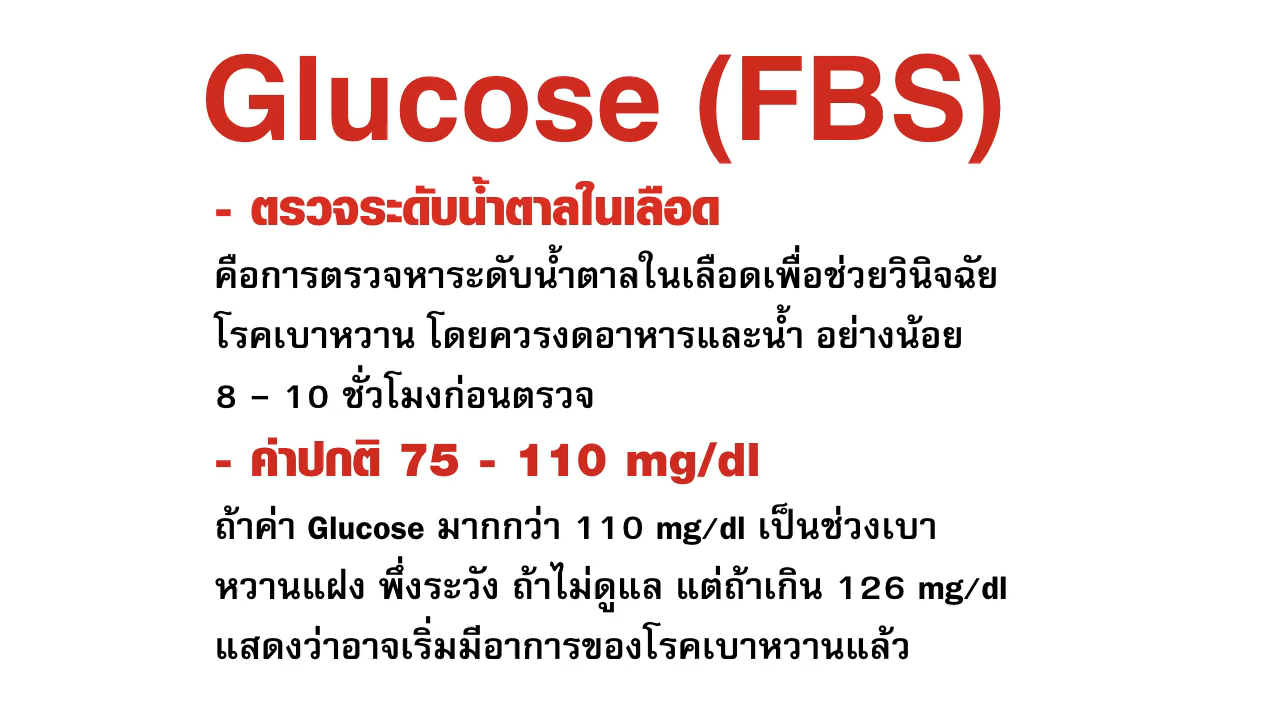 Glucose (FBS)
- ตรวจระดับน้ำตาลในเลือด
คือการตรวจหาระดับน้ำตาลในเลือดเพื่อช่วยวินิจฉัย
โรคเบาหวาน โดยควรงดอาหารและน้ำ อย่างน้อย
8 – 10 ชั่วโมงก่อนตรวจ
- ค่าปกติ 75 - 110 mg/dl
ถ้าค่า Glucose มากกว่า 110 mg/dl เป็นช่วงเบา
หวานแฝง พึ่งระวัง ถ้าไม่ดูแล แต่ถ้าเกิน 126 mg/dl
แสดงว่าอาจเริ่มมีอาการของโรคเบาหวานแล้ว